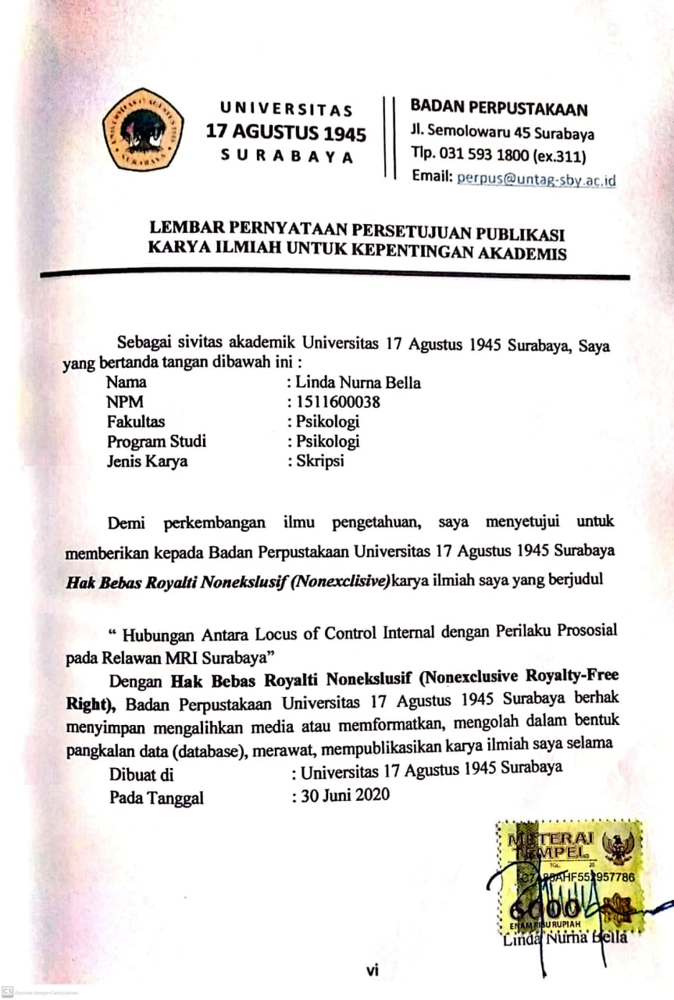 UNIVERSITAS
17 AGUSTUS 1945
SURABAYA
BADAN PERPUSTAKAAN
Jl. Semolowaru 45 Surabaya
Tlp. 031 593 1800 (ex.311)
Email: perpus@untag-sby.ac.id
LEMBAR PERNYATAAN PERSETUJUAN PUBLIKASI
KARYA ILMIAH UNTUK KEPENTINGAN AKADEMIS
Sebagai sivitas akademik Universitas 17 Agustus 1945 Surabaya, Saya
yang bertanda tangan dibawah ini :
Nama : Linda Nurna Bella
NPM : 1511600038
Fakultas : Psikologi
Program Studi : Psikologi
Jenis Karya : Skripsi
Demi perkembangan ilmu pengetahuan, saya menyetujui untuk
memberikan kepada Badan Perpustakaan Universitas 17 Agustus 1945 Surabaya
Hak Bebas Royalti Nonekslusif (Nonexclisive)karya ilmiah saya yang berjudul
“ Hubungan Antara Locus of Control Internal dengan Perilaku Prososial
pada Relawan MRI Surabaya”
Dengan Hak Bebas Royalti Nonekslusif (Nonexclusive Royalty-Free
Right), Badan Perpustakaan Universitas 17 Agustus 1945 Surabaya berhak
menyimpan mengalihkan media atau memformatkan, mengolah dalam bentuk
pangkalan data (database), merawat, mempublikasikan karya ilmiah saya selama
Dibuat di : Universitas 17 Agustus 1945 Surabaya
Pada Tanggal : 30 Juni 2020
METERAI
TEMPEL
TGL. 20
6000
ENAM RIBU RUPIAH
Linda Nurna Bella
vi
CS Dipindai dengan CamScanner